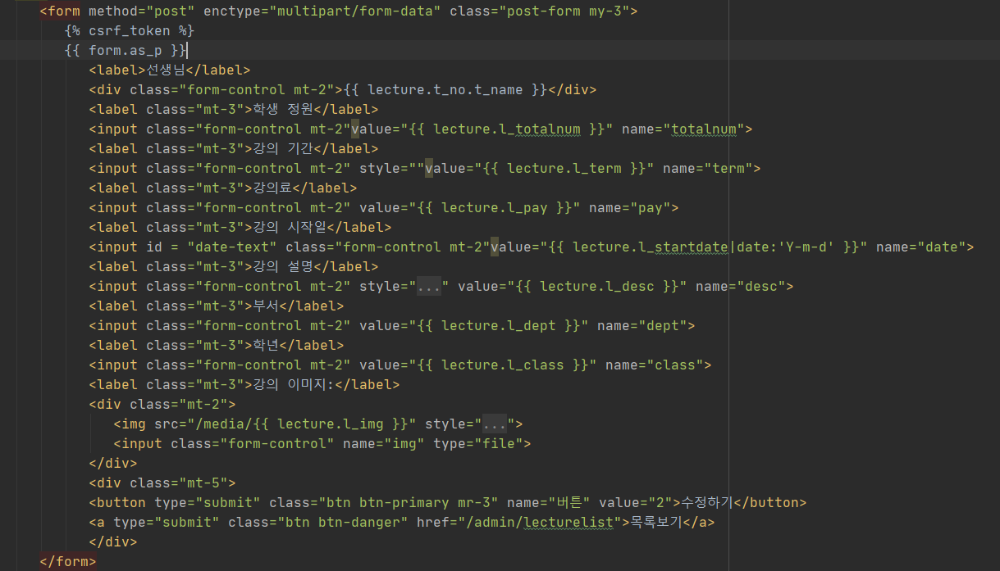 <form method="post" enctype="multipart/form-data" class="post-form my-3">
{% csrf_token %}
{{ form.as_p }}
<label>선생님</label>
<div class="form-control mt-2">{{ lecture.t_no.t_name }}</div>
<label class="mt-3">학생 정원</label>
<input class="form-control mt-2"value="{{ lecture.l_totalnum }}" name="totalnum">
<label class="mt-3">강의 기간</label>
<input class="form-control mt-2" style=""value="{{ lecture.l_term }}" name="term">
<label class="mt-3">강의료</label>
<input class="form-control mt-2" value="{{ lecture.l_pay }}" name="pay">
<label class="mt-3">강의 시작일</label>
<input id = "date-text" class="form-control mt-2"value="{{ lecture.l_startdate|date:'Y-m-d' }}" name="date">
<label class="mt-3">강의 설명</label>
<input class="form-control mt-2" style="..." value="{{ lecture.l_desc }}" name="desc">
<label class="mt-3">부서</label>
<input class="form-control mt-2" value="{{ lecture.l_dept }}" name="dept">
<label class="mt-3">학년</label>
<input class="form-control mt-2" value="{{ lecture.l_class }}" name="class">
<label class="mt-3">강의 이미지:</label>
<div class="mt-2">
<img src="/media/{{ lecture.l_img }}" style="...">
<input class="form-control" name="img" type="file">
</div>
<div class="mt-5">
<button type="submit" class="btn btn-primary mr-3" name="버튼" value="2">수정하기</button>
<a type="submit" class="btn btn-danger" href="/admin/lecturelist">목록보기</a>
</div>
</form>